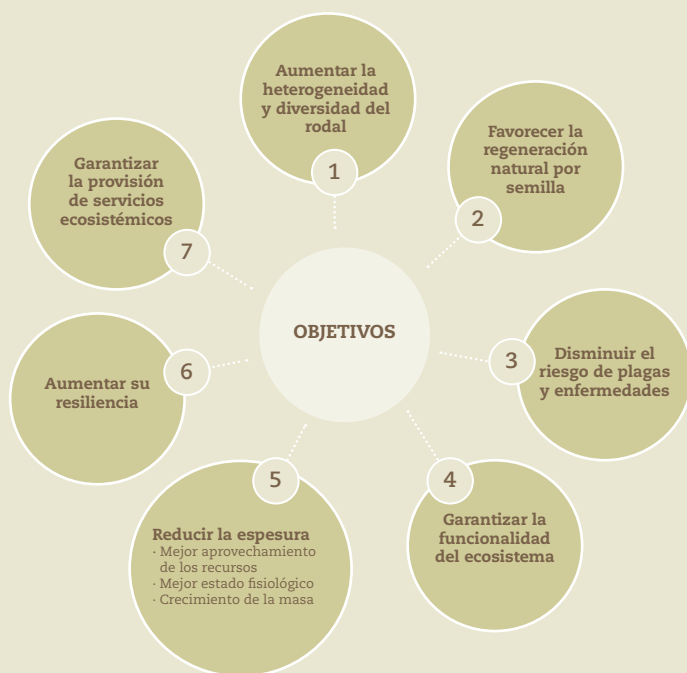 OBJETIVOS
Aumentar la
heterogeneidad
y diversidad del
rodal
1
Favorecer la
regeneración
natural por
semilla
2
3
Disminuir el
riesgo de plagas
y enfermedades
4
Garantizar la
funcionalidad
del ecosistema
5
Reducir la espesura
· Mejor aprovechamiento
de los recursos
· Mejor estado fisiológico
· Crecimiento de la masa
6
Aumentar su
resiliencia
Garantizar
la provisión
de servicios
ecosistémicos
7